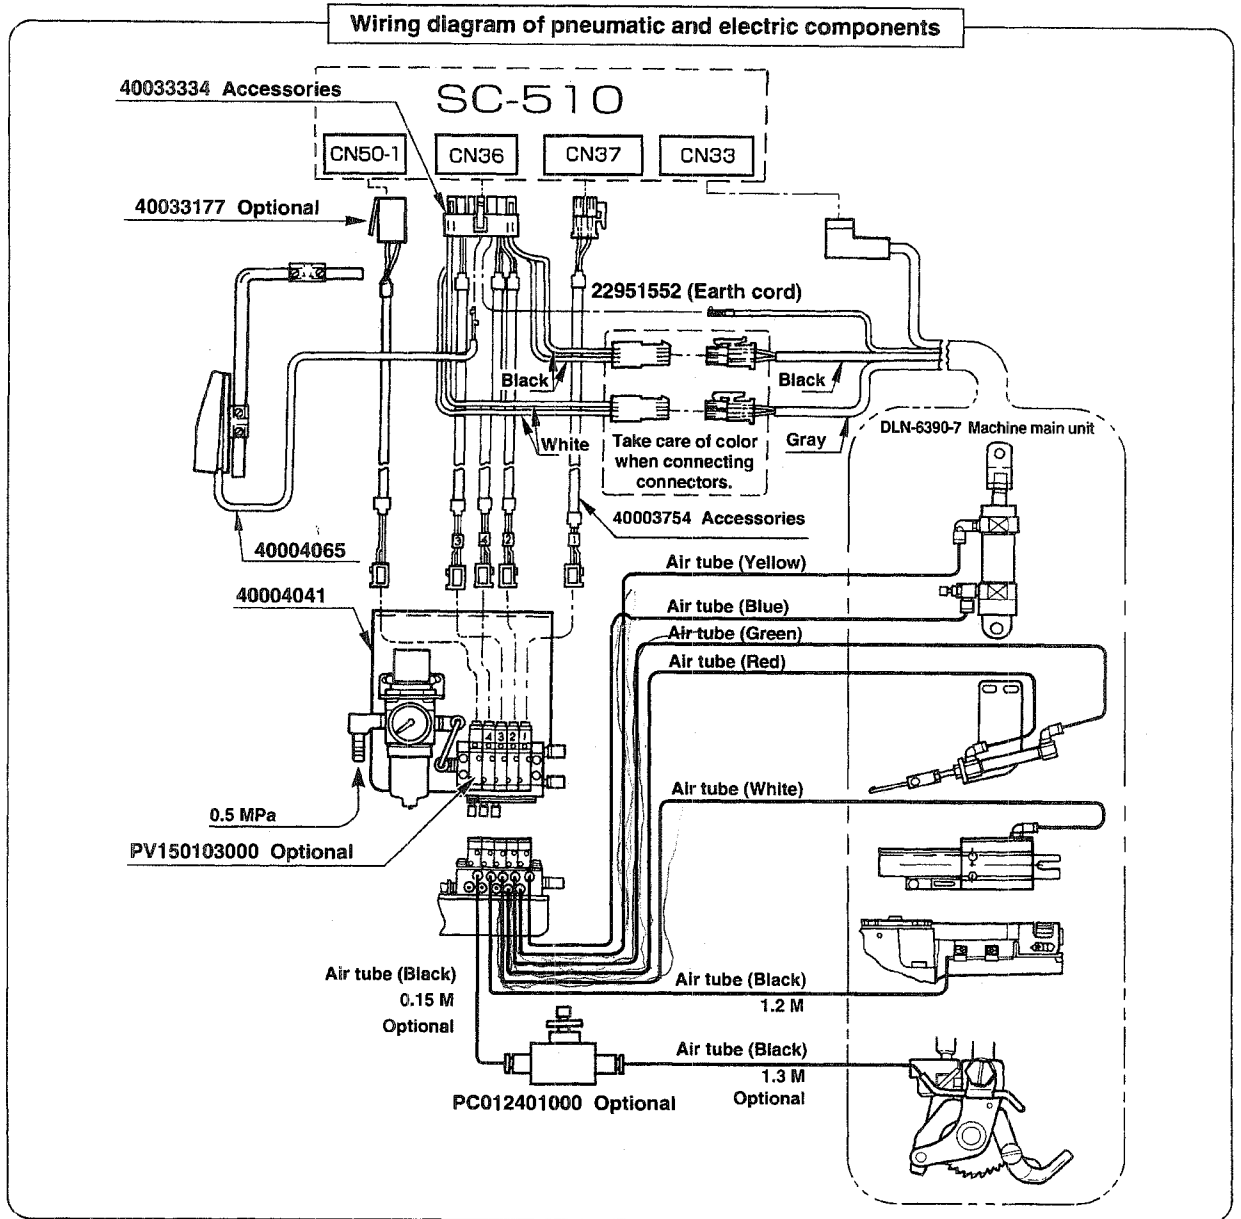 Wiring diagram of pneumatic and electric components
40033334 Accessories
SC-510
CN50-1
CN36
CN37
CN33
40033177 Optional
22951552 (Earth cord)
Black
Black
White
Gray
Take care of color
when connecting
connectors.
DLN-6390-7 Machine main unit
40003754 Accessories
3
4
2
1
40004065
40004041
Air tube (Yellow)
Air tube (Blue)
Air tube (Green)
Air tube (Red)
4
3
2
1
Air tube (White)
0.5 MPa
PV150103000 Optional
Air tube (Black)
0.15 M
Optional
Air tube (Black)
1.2 M
Air tube (Black)
1.3 M
Optional
PC012401000 Optional